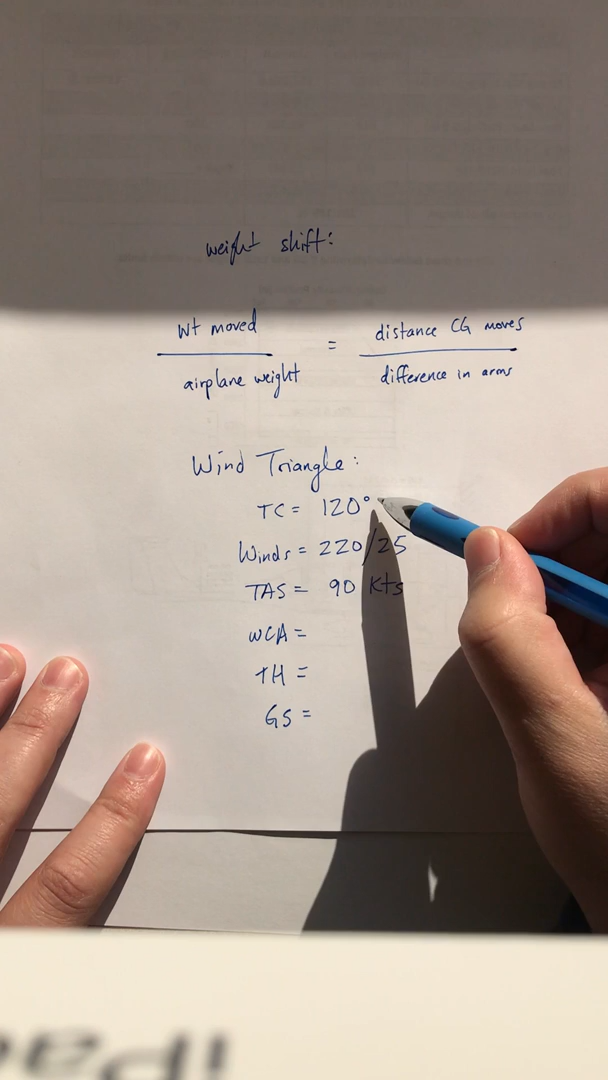 weight shift:
wt moved = distance CG moves
airplane weight difference in arms
Wind Triangle:
TC = 120°
Winds = 220/25
TAS = 90 Kts
WCA =
TH =
GS =